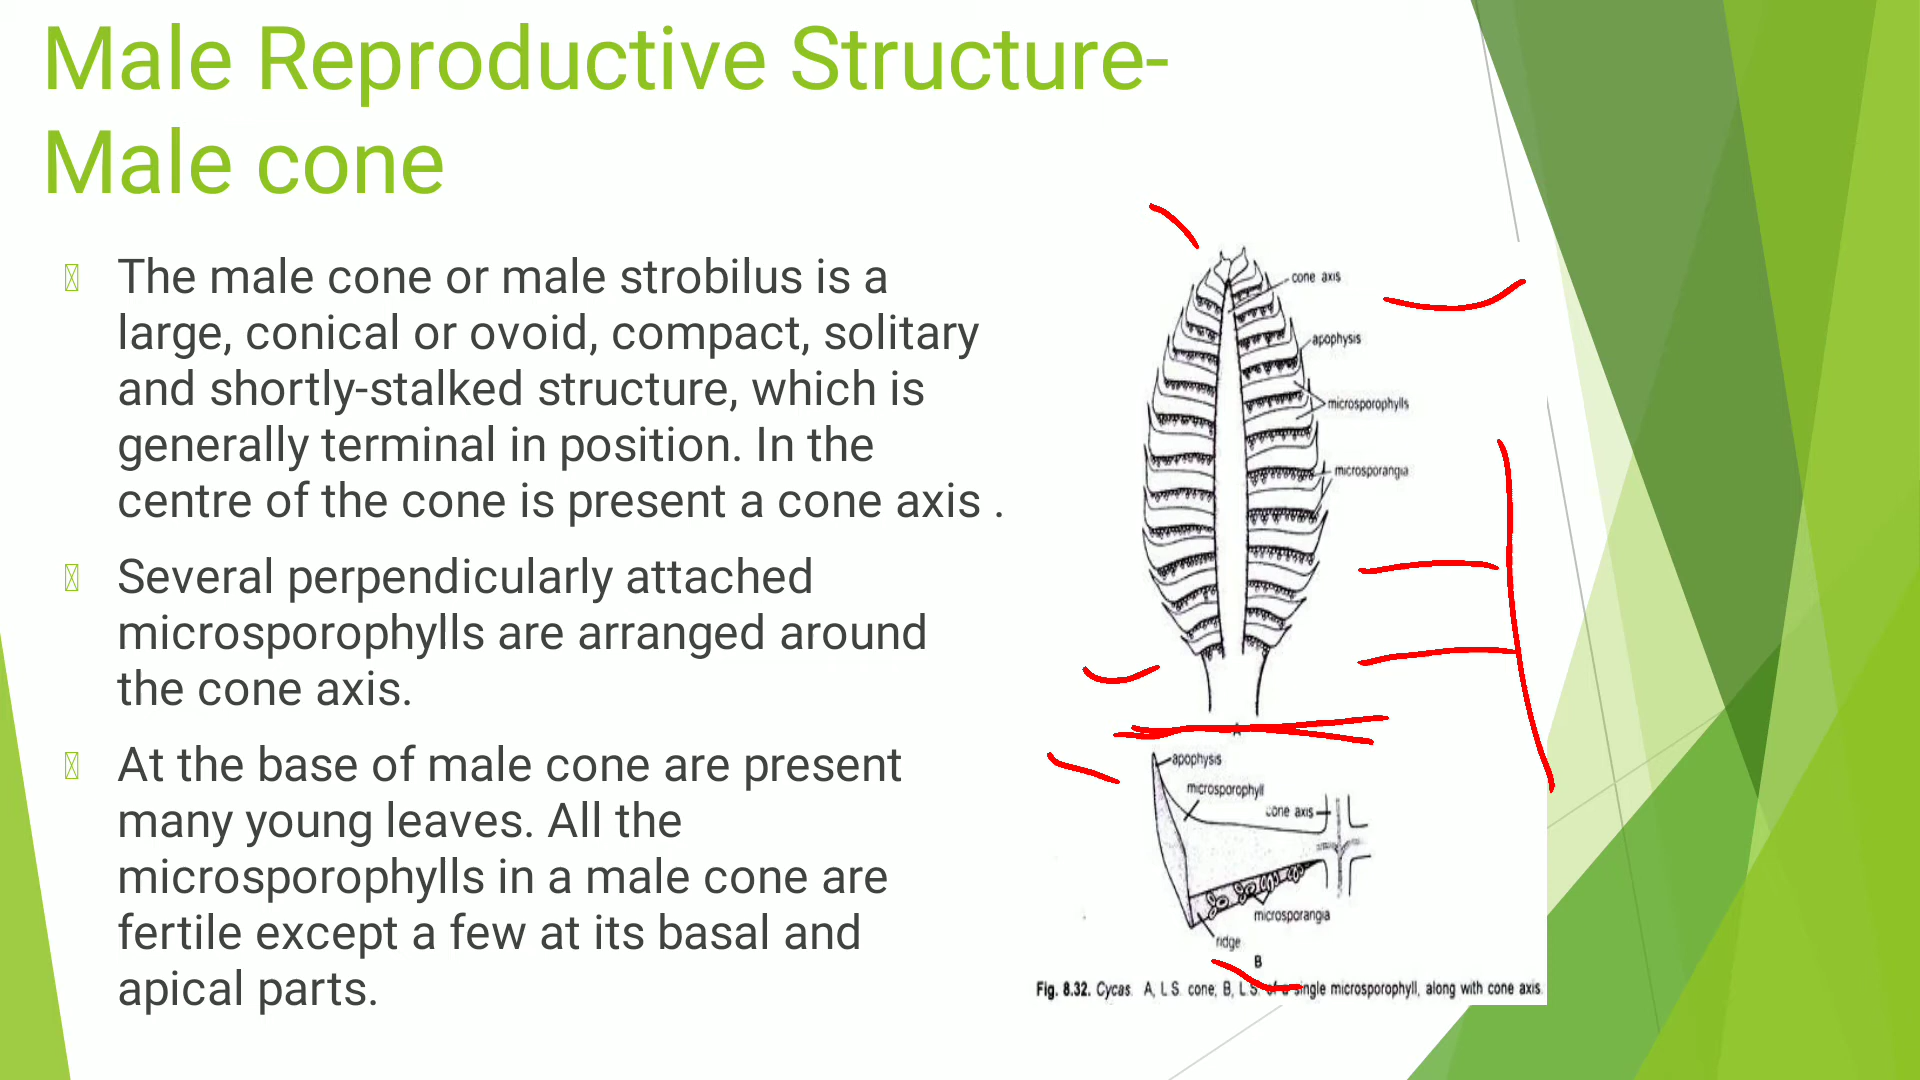 Male Reproductive Structure-
Male cone
The male cone or male strobilus is a
large, conical or ovoid, compact, solitary
and shortly-stalked structure, which is
generally terminal in position. In the
centre of the cone is present a cone axis .
Several perpendicularly attached
microsporophylls are arranged around
the cone axis.
At the base of male cone are present
many young leaves. All the
microsporophylls in a male cone are
fertile except a few at its basal and
apical parts.
cone axis
apophysis
microsporophylls
microsporangia
A
apophysis
microsporophyll
cone axis
microsporangia
ridge
B
Fig. 8.32. Cycas. A, L.S. cone; B, L.S. of a single microsporophyll, along with cone axis.